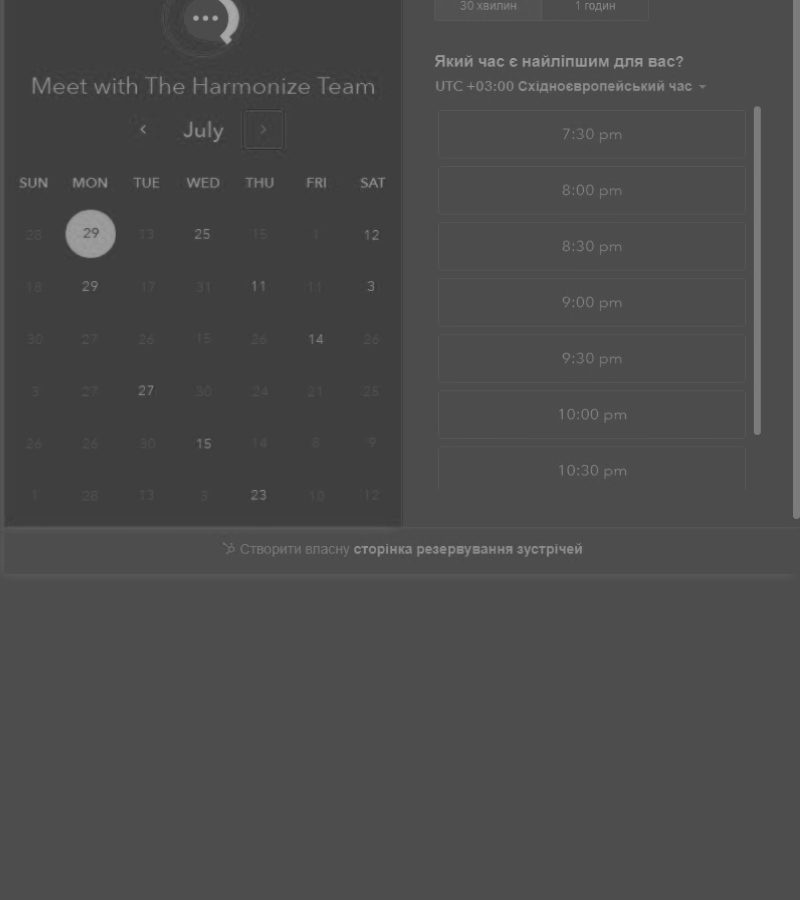 30 хвилин 1 годин
Meet with The Harmonize Team
July
SUN MON TUE WED THU FRI SAT
28 29 13 25 15 1 12
18 29 17 31 11 11 3
30 27 26 15 26 14 26
3 27 27 30 24 21 25
26 26 30 15 14 8 9
1 28 13 3 23 10 12
Який час є найліпшим для вас?
UTC +03:00 Східноєвропейський час
7:30 pm
8:00 pm
8:30 pm
9:00 pm
9:30 pm
10:00 pm
10:30 pm
Створити власну сторінка резервування зустрічей